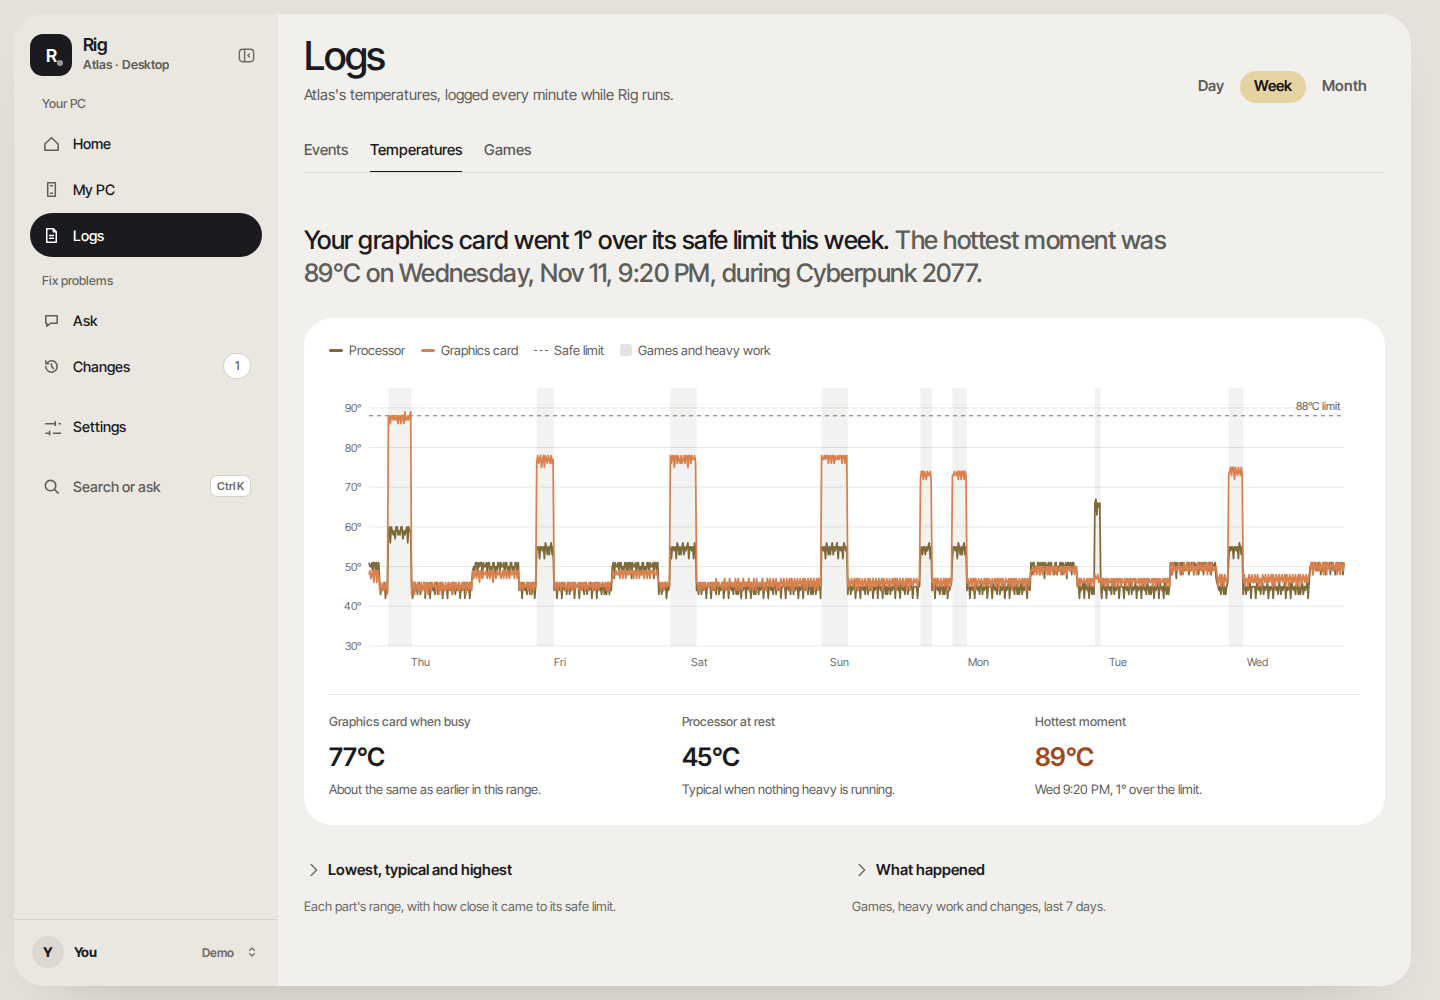 R
Rig
Atlas · Desktop
Your PC
Home
My PC
Logs
Fix problems
Ask
Changes
1
Settings
Search or ask
Ctrl K
Y
You
Demo
Logs
Atlas's temperatures, logged every minute while Rig runs.
Day
Week
Month
Events
Temperatures
Games
Your graphics card went 1° over its safe limit this week. The hottest moment was
89°C on Wednesday, Nov 11, 9:20 PM, during Cyberpunk 2077.
Processor
Graphics card
Safe limit
Games and heavy work
90°
80°
70°
60°
50°
40°
30°
88°C limit
Thu
Fri
Sat
Sun
Mon
Tue
Wed
Graphics card when busy
77°C
About the same as earlier in this range.
Processor at rest
45°C
Typical when nothing heavy is running.
Hottest moment
89°C
Wed 9:20 PM, 1° over the limit.
Lowest, typical and highest
Each part's range, with how close it came to its safe limit.
What happened
Games, heavy work and changes, last 7 days.